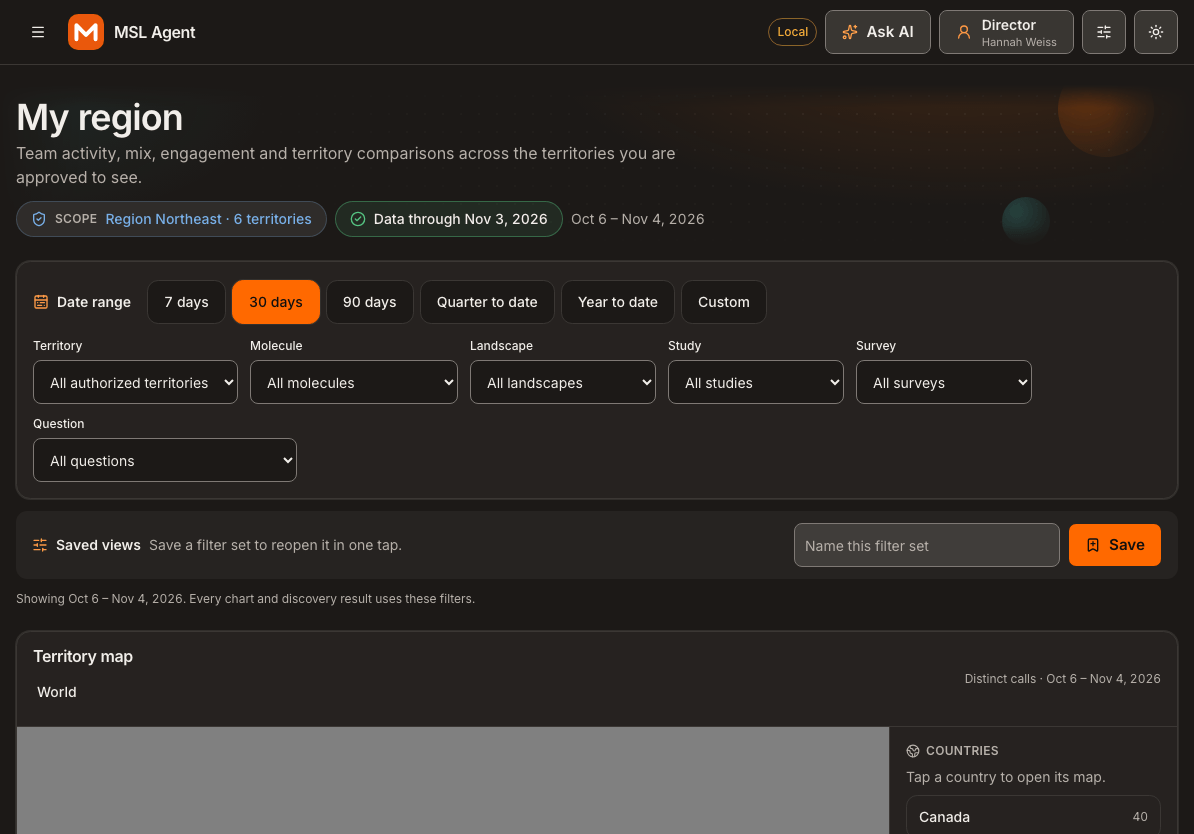 MSL Agent
Local
Ask AI
Director
Hannah Weiss
My region
Team activity, mix, engagement and territory comparisons across the territories you are
approved to see.
SCOPE Region Northeast · 6 territories
Data through Nov 3, 2026
Oct 6 – Nov 4, 2026
Date range
7 days
30 days
90 days
Quarter to date
Year to date
Custom
Territory
All authorized territories
Molecule
All molecules
Landscape
All landscapes
Study
All studies
Survey
All surveys
Question
All questions
Saved views Save a filter set to reopen it in one tap.
Name this filter set
Save
Showing Oct 6 – Nov 4, 2026. Every chart and discovery result uses these filters.
Territory map
World
Distinct calls · Oct 6 – Nov 4, 2026
COUNTRIES
Tap a country to open its map.
Canada 40